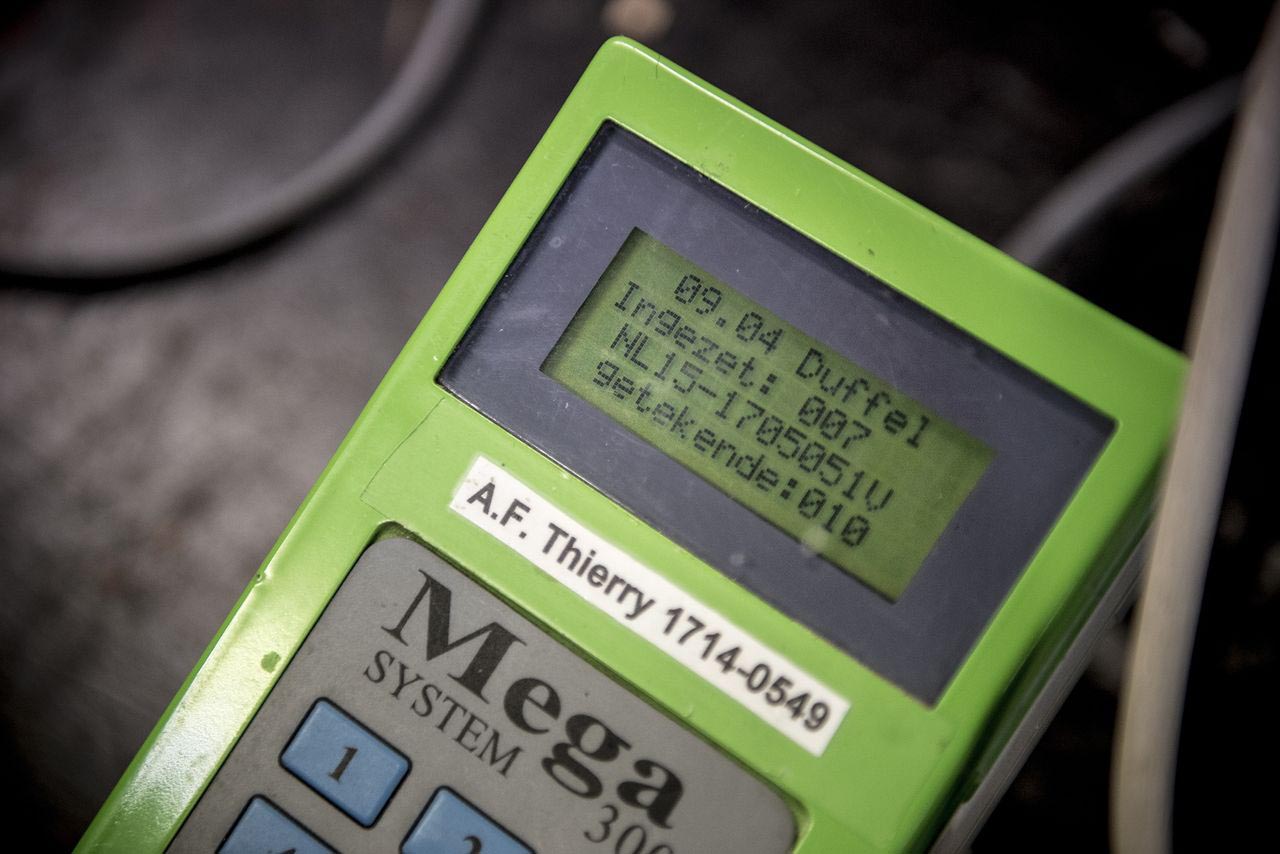 09.04 Duffel
Ingezet: 007
NL15-1705051V
getekende:010
A.F. Thierry 1714-0549
Mega
SYSTEM
1